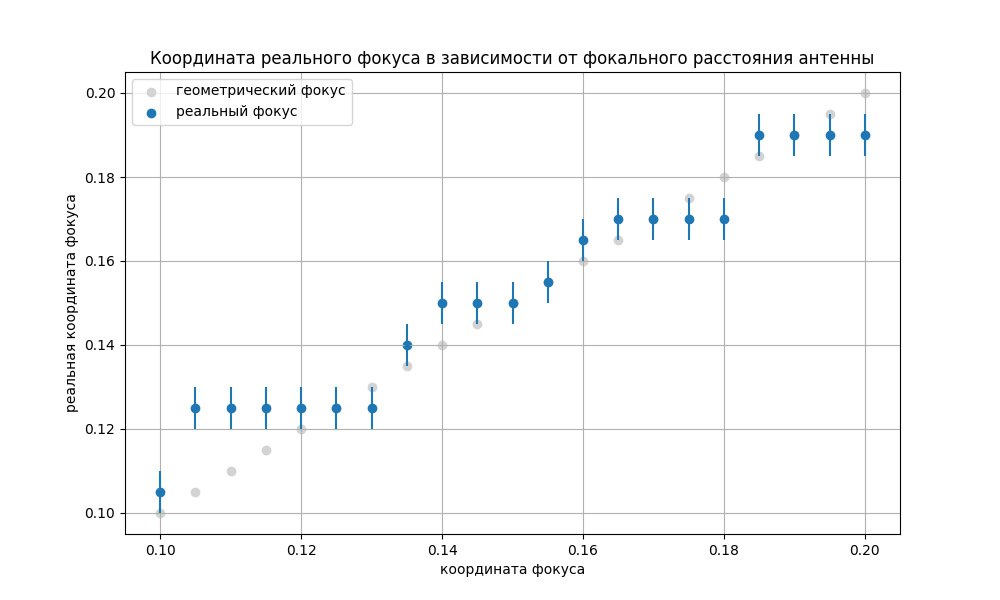 Координата реального фокуса в зависимости от фокального расстояния антенны
геометрический фокус
реальный фокус
реальная координата фокуса
0.20
0.18
0.16
0.14
0.12
0.10
0.10 0.12 0.14 0.16 0.18 0.20
координата фокуса